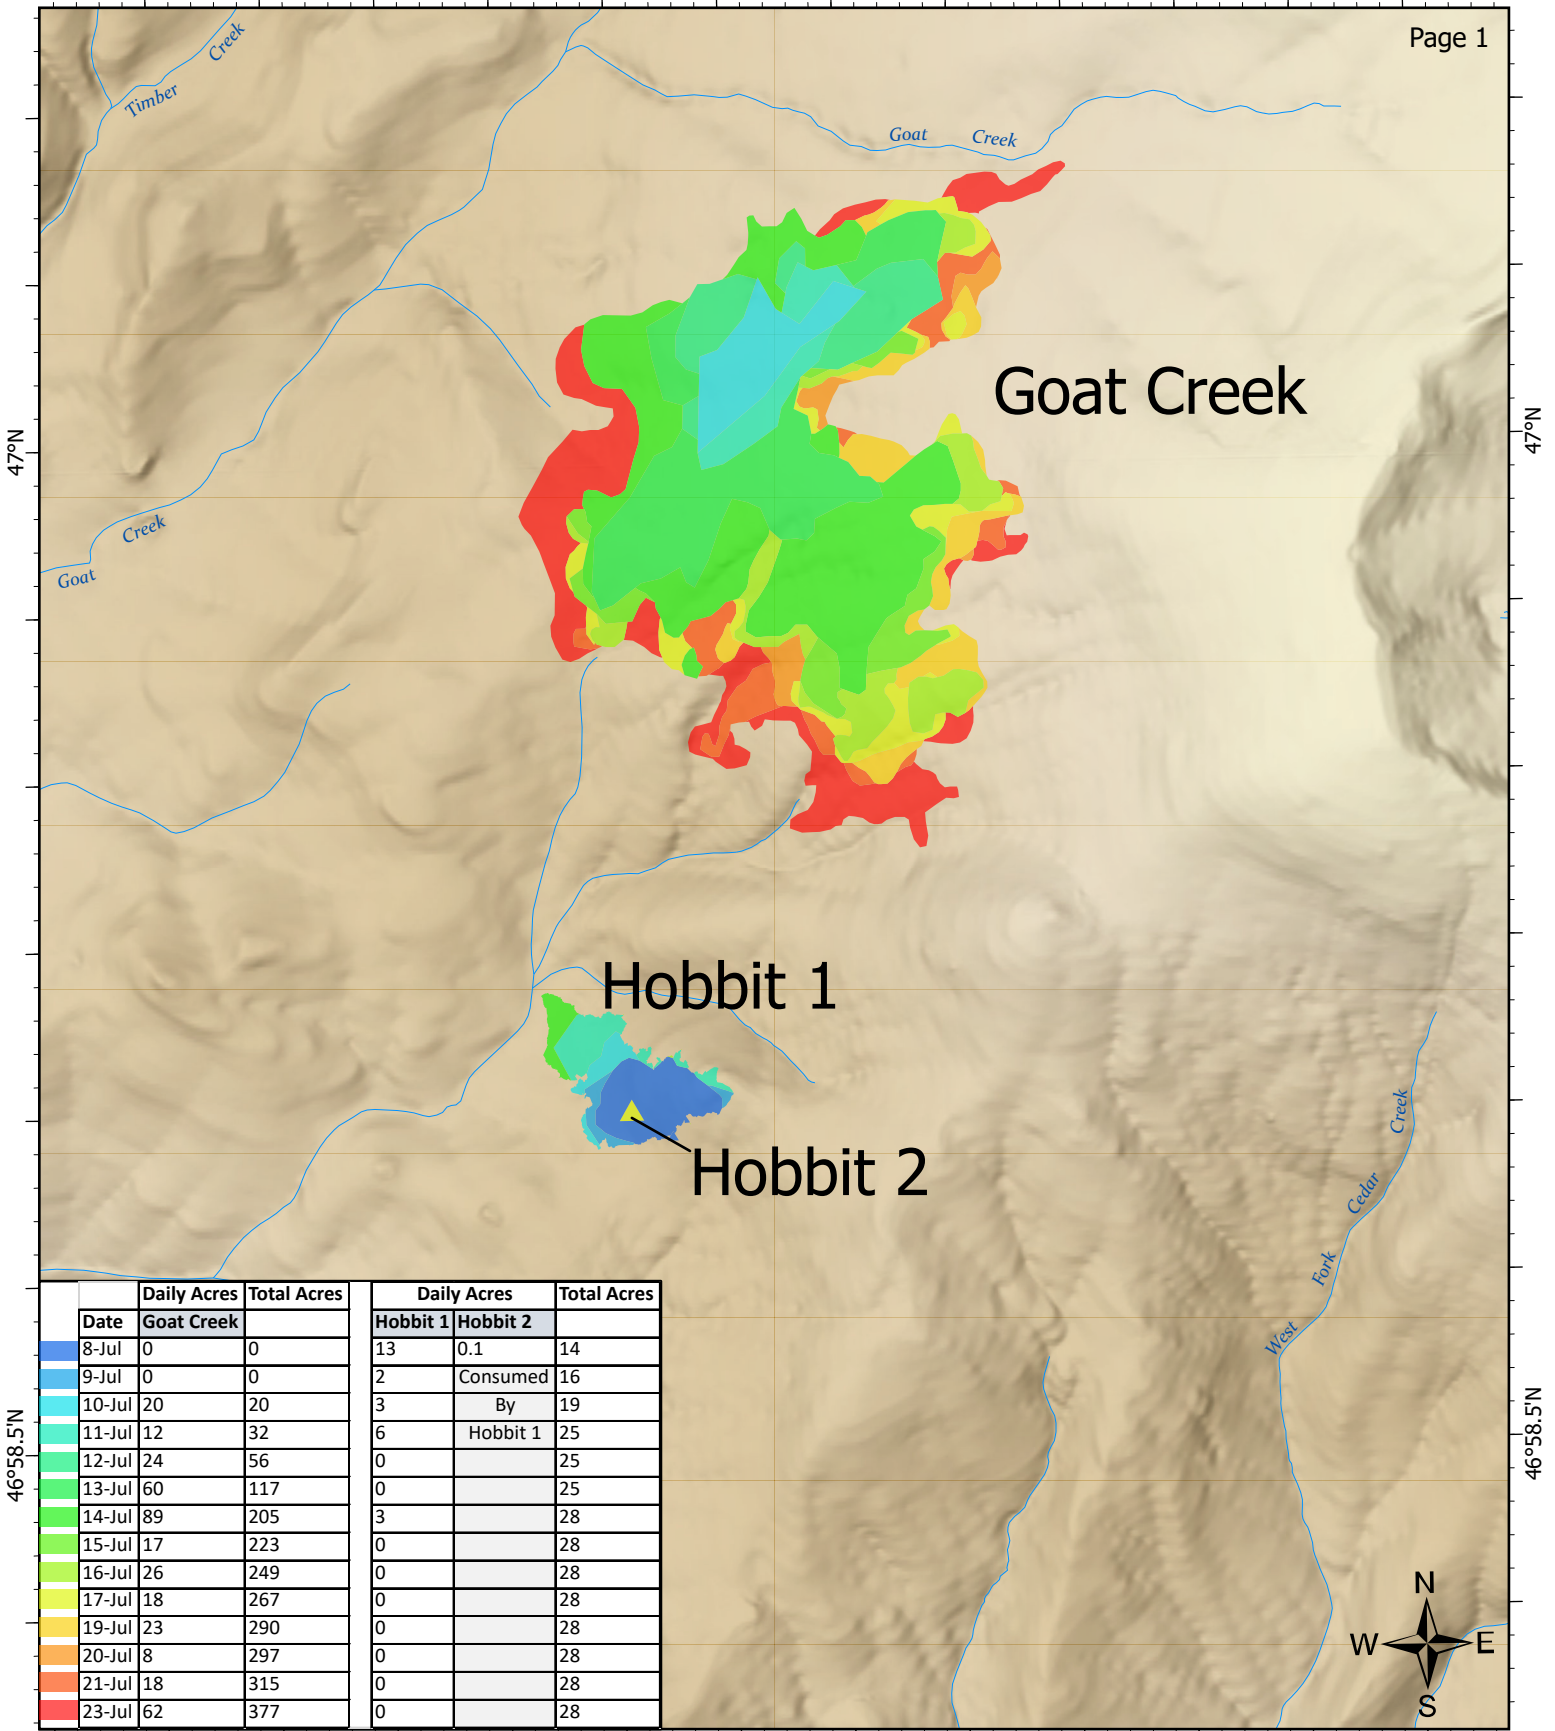 Page 1
Timber Creek
Goat Creek
Goat Creek
47°N
47°N
Goat Creek
Hobbit 1
Hobbit 2
West Fork Cedar Creek
46°58.5'N
46°58.5'N
N
W E
S
Daily Acres Total Acres Daily Acres Total Acres
Date Goat Creek Hobbit 1 Hobbit 2
8-Jul 0 0 13 0.1 14
9-Jul 0 0 2 Consumed 16
10-Jul 20 20 3 By 19
11-Jul 12 32 6 Hobbit 1 25
12-Jul 24 56 0 25
13-Jul 60 117 0 25
14-Jul 89 205 3 28
15-Jul 17 223 0 28
16-Jul 26 249 0 28
17-Jul 18 267 0 28
19-Jul 23 290 0 28
20-Jul 8 297 0 28
21-Jul 18 315 0 28
23-Jul 62 377 0 28